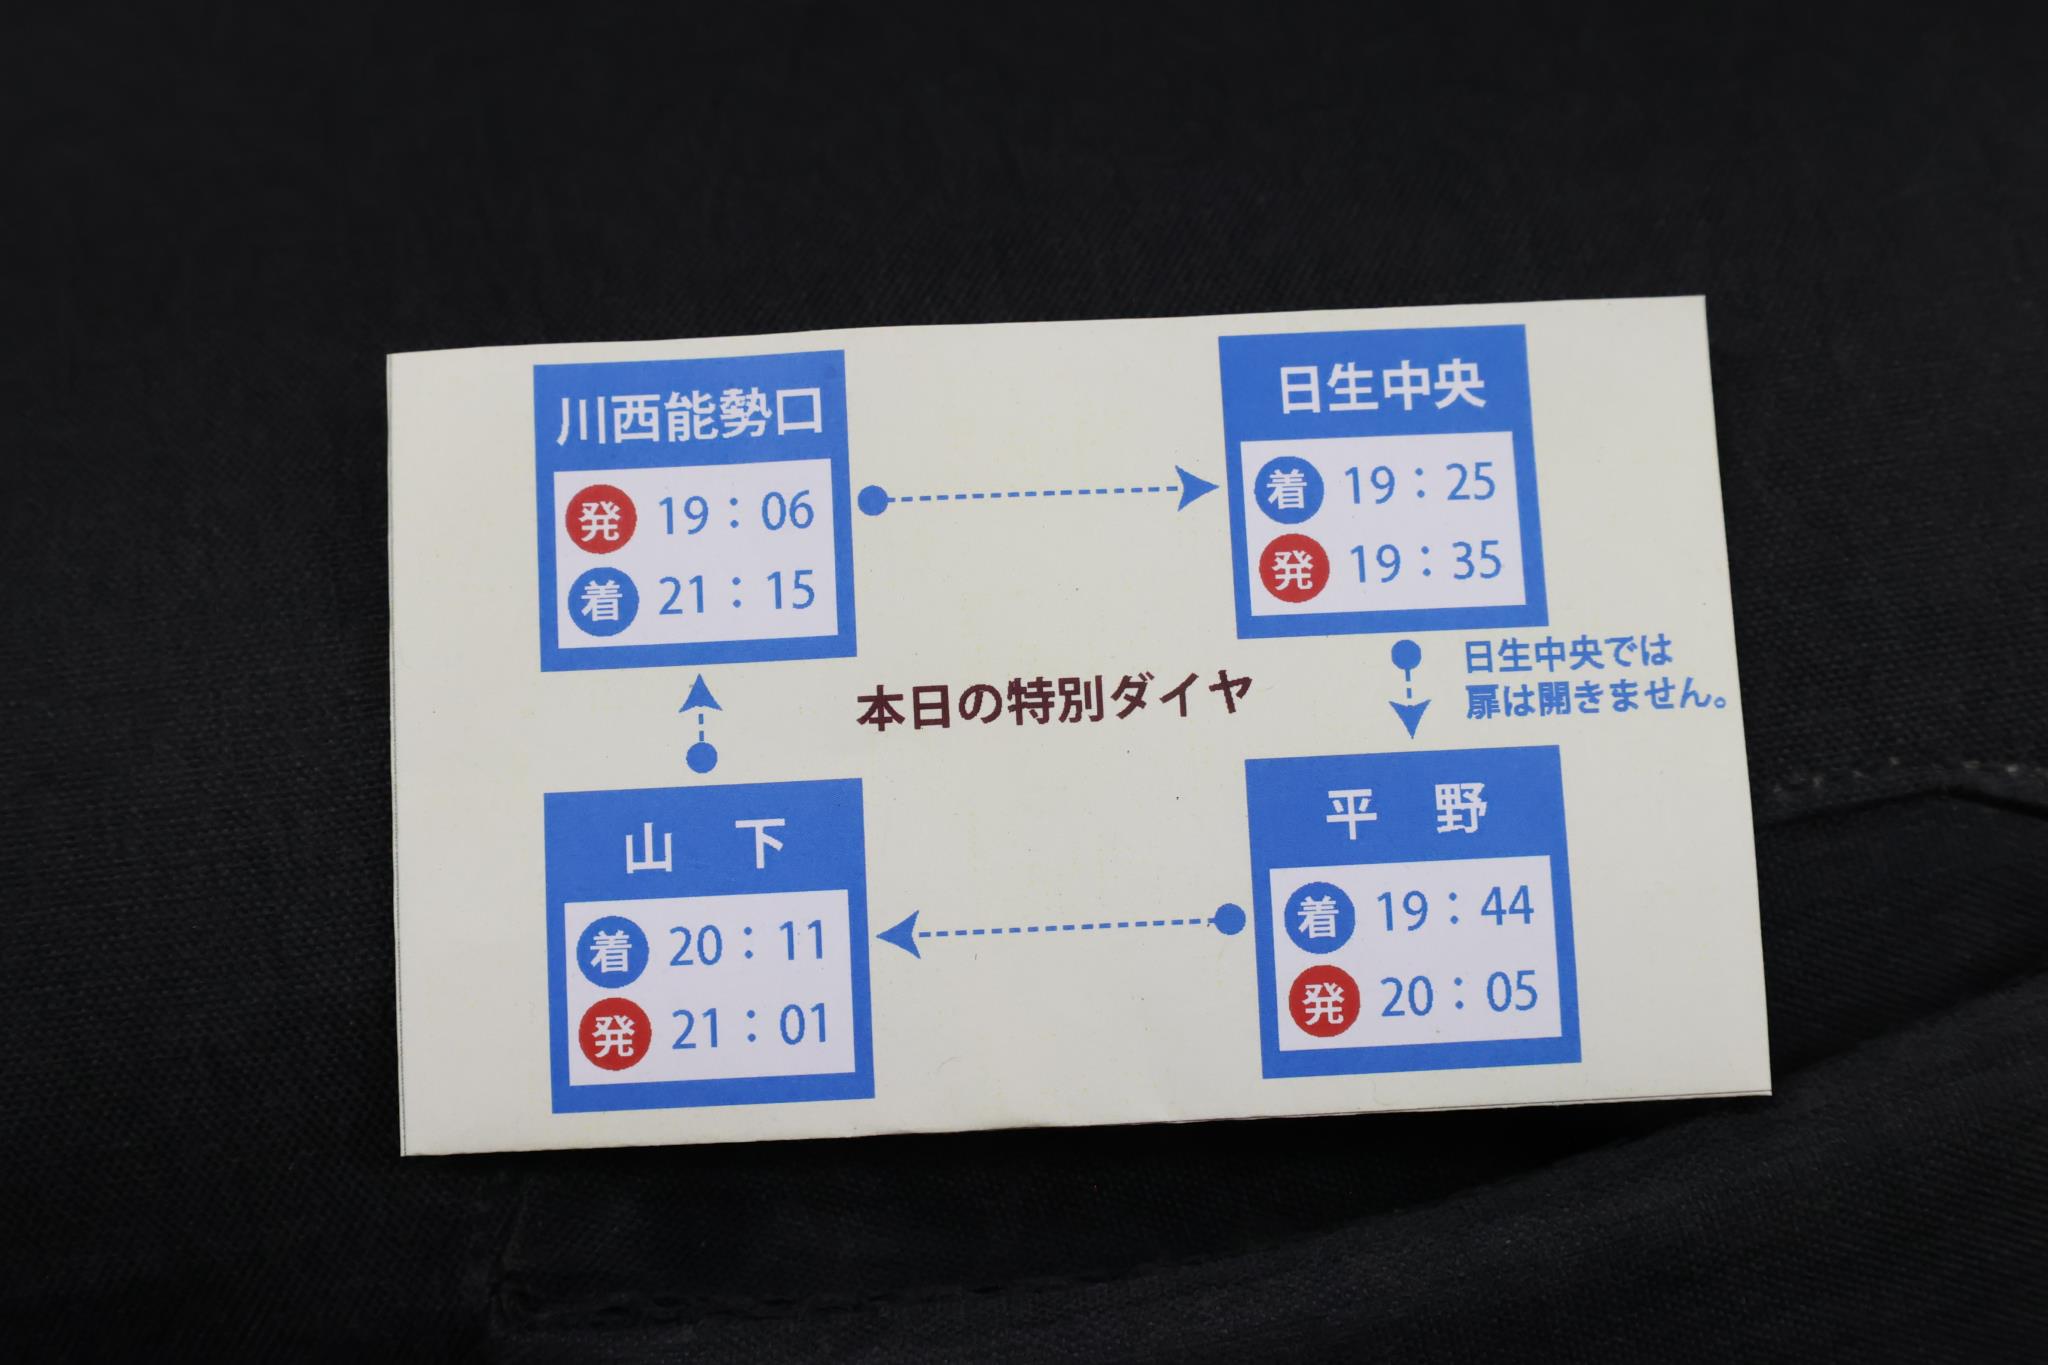 川西能勢口
発 19：06
着 21：15
日生中央
着 19：25
発 19：35
日生中央では
扉は開きません。
本日の特別ダイヤ
山　下
着 20：11
発 21：01
平　野
着 19：44
発 20：05